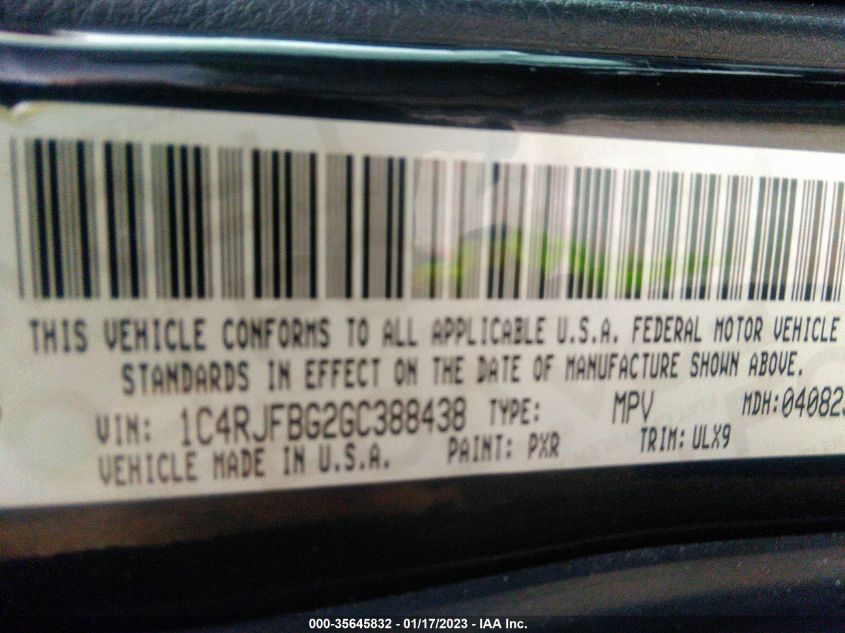 THIS VEHICLE CONFORMS TO ALL APPLICABLE U.S.A. FEDERAL MOTOR VEHICLE
STANDARDS IN EFFECT ON THE DATE OF MANUFACTURE SHOWN ABOVE.
VIN: 1C4RJFBG2GC388438 TYPE: MPV MDH:04082
VEHICLE MADE IN U.S.A. PAINT: PXR TRIM: ULX9
000-35645832 - 01/17/2023 - IAA Inc.